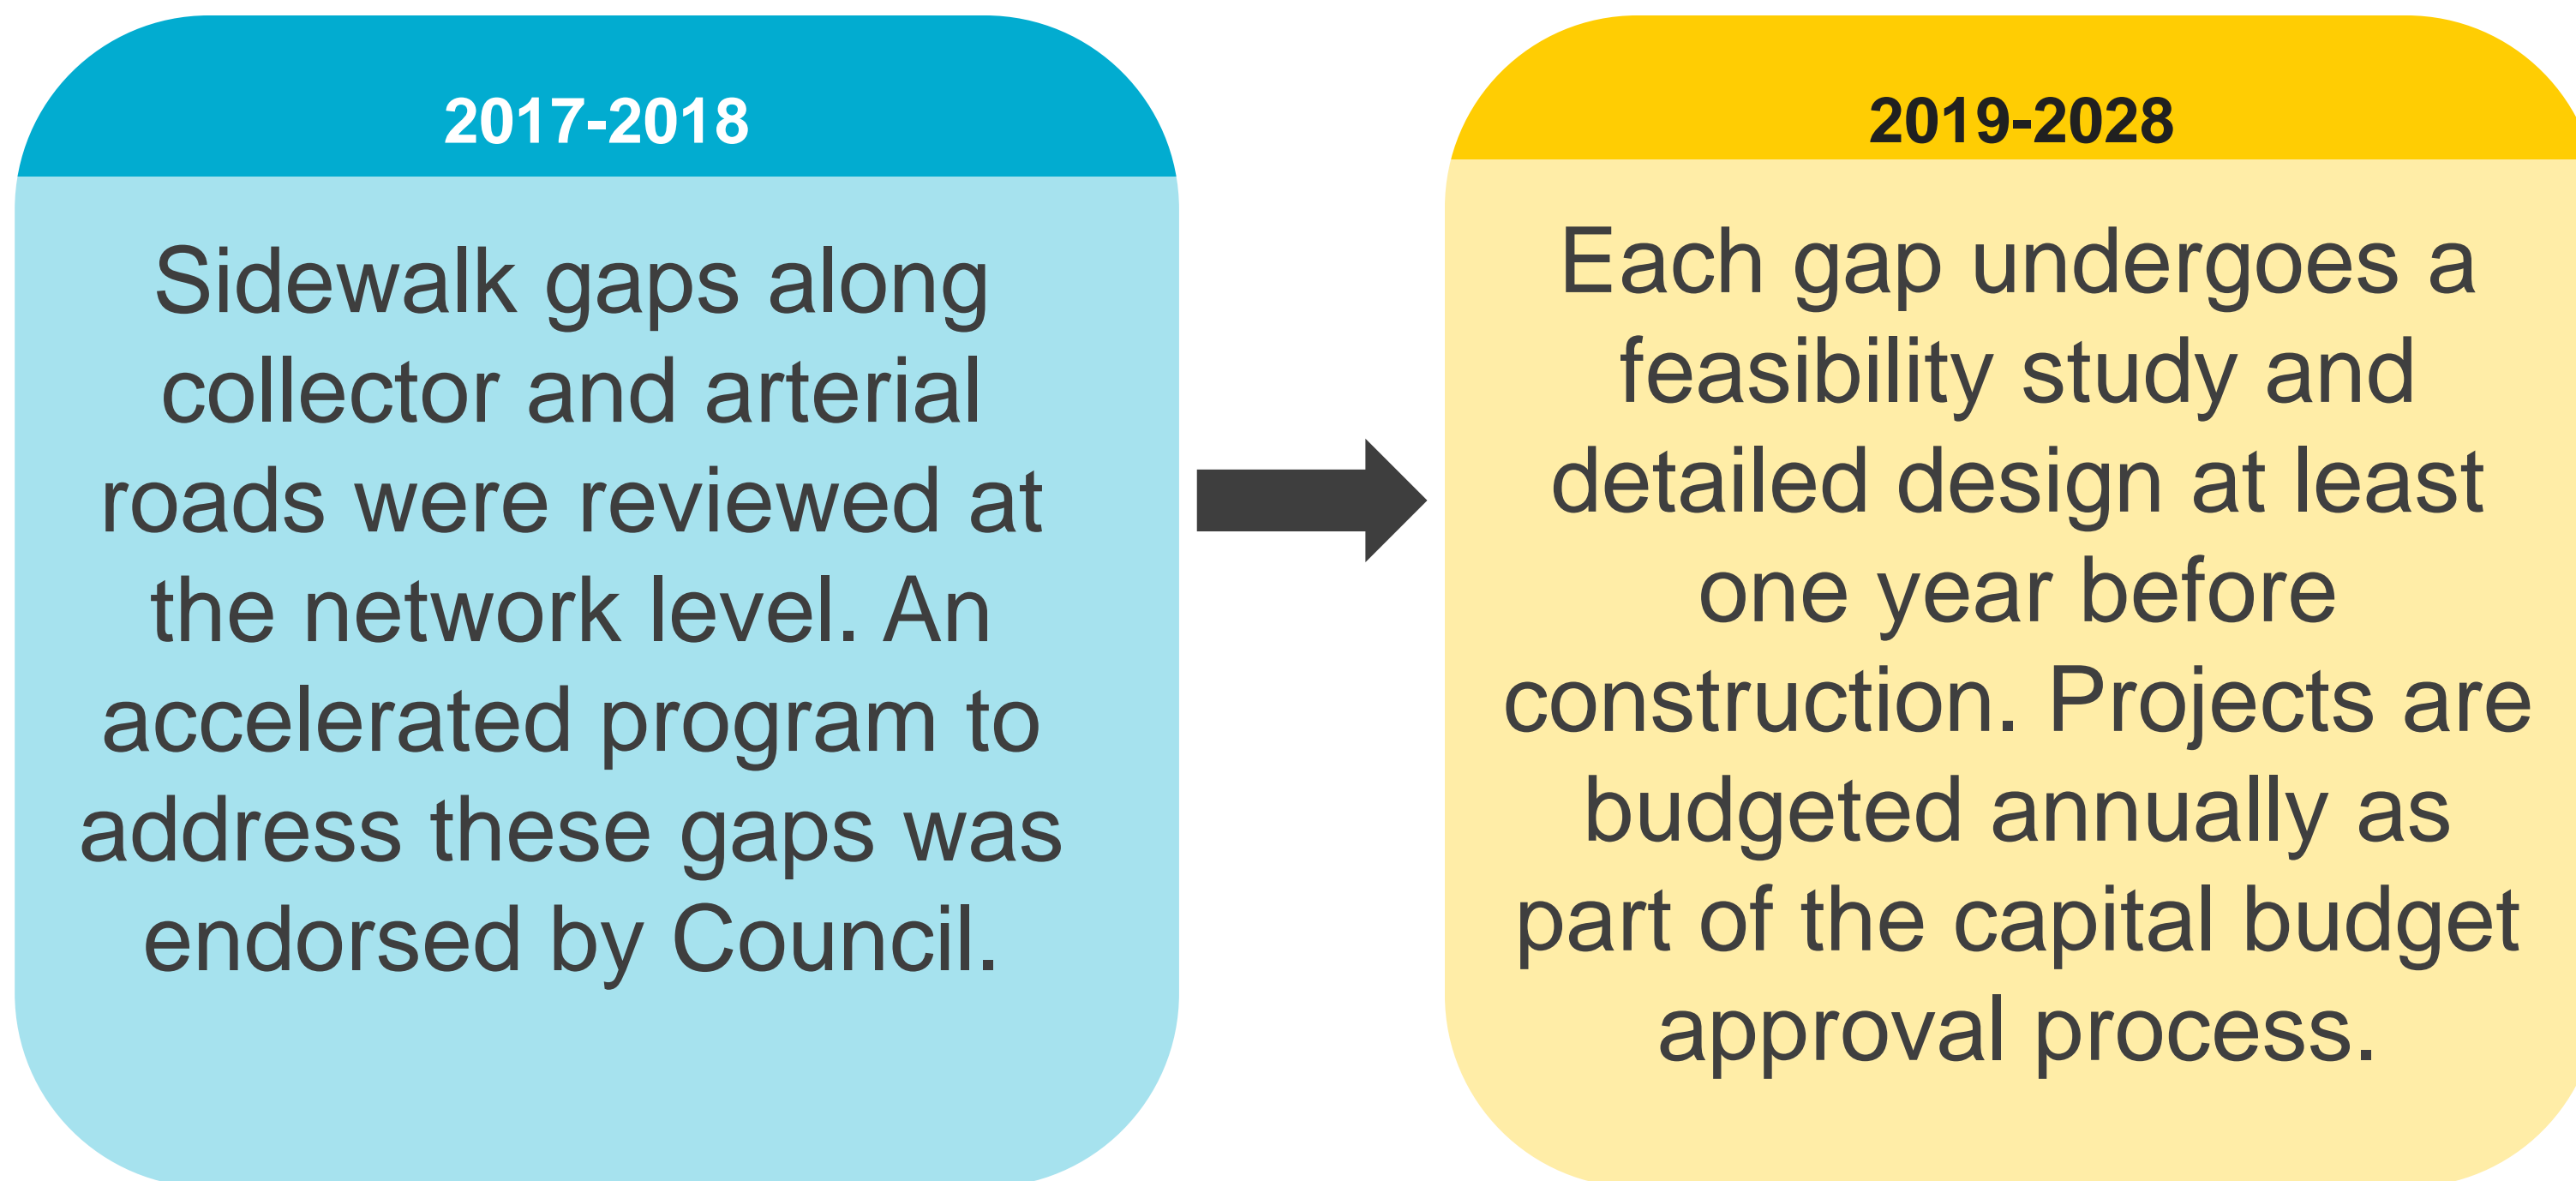 2017-2018
Sidewalk gaps along
collector and arterial
roads were reviewed at
the network level. An
accelerated program to
address these gaps was
endorsed by Council.
2019-2028
Each gap undergoes a
feasibility study and
detailed design at least
one year before
construction. Projects are
budgeted annually as
part of the capital budget
approval process.